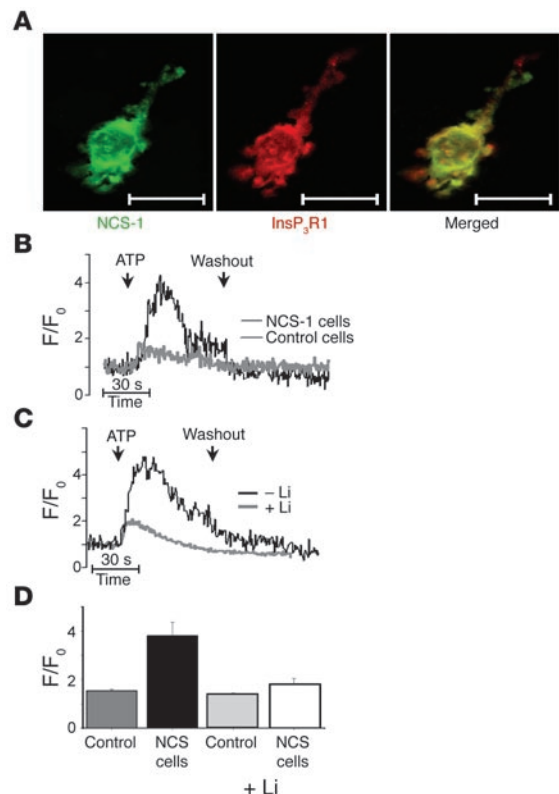 A
NCS-1 InsP₃R1 Merged
B
ATP Washout
F/F₀
4
2
0
NCS-1 cells
Control cells
30 s
Time
C
ATP Washout
F/F₀
4
2
0
– Li
+ Li
30 s
Time
D
F/F₀
4
2
0
Control NCS cells Control NCS cells
+ Li